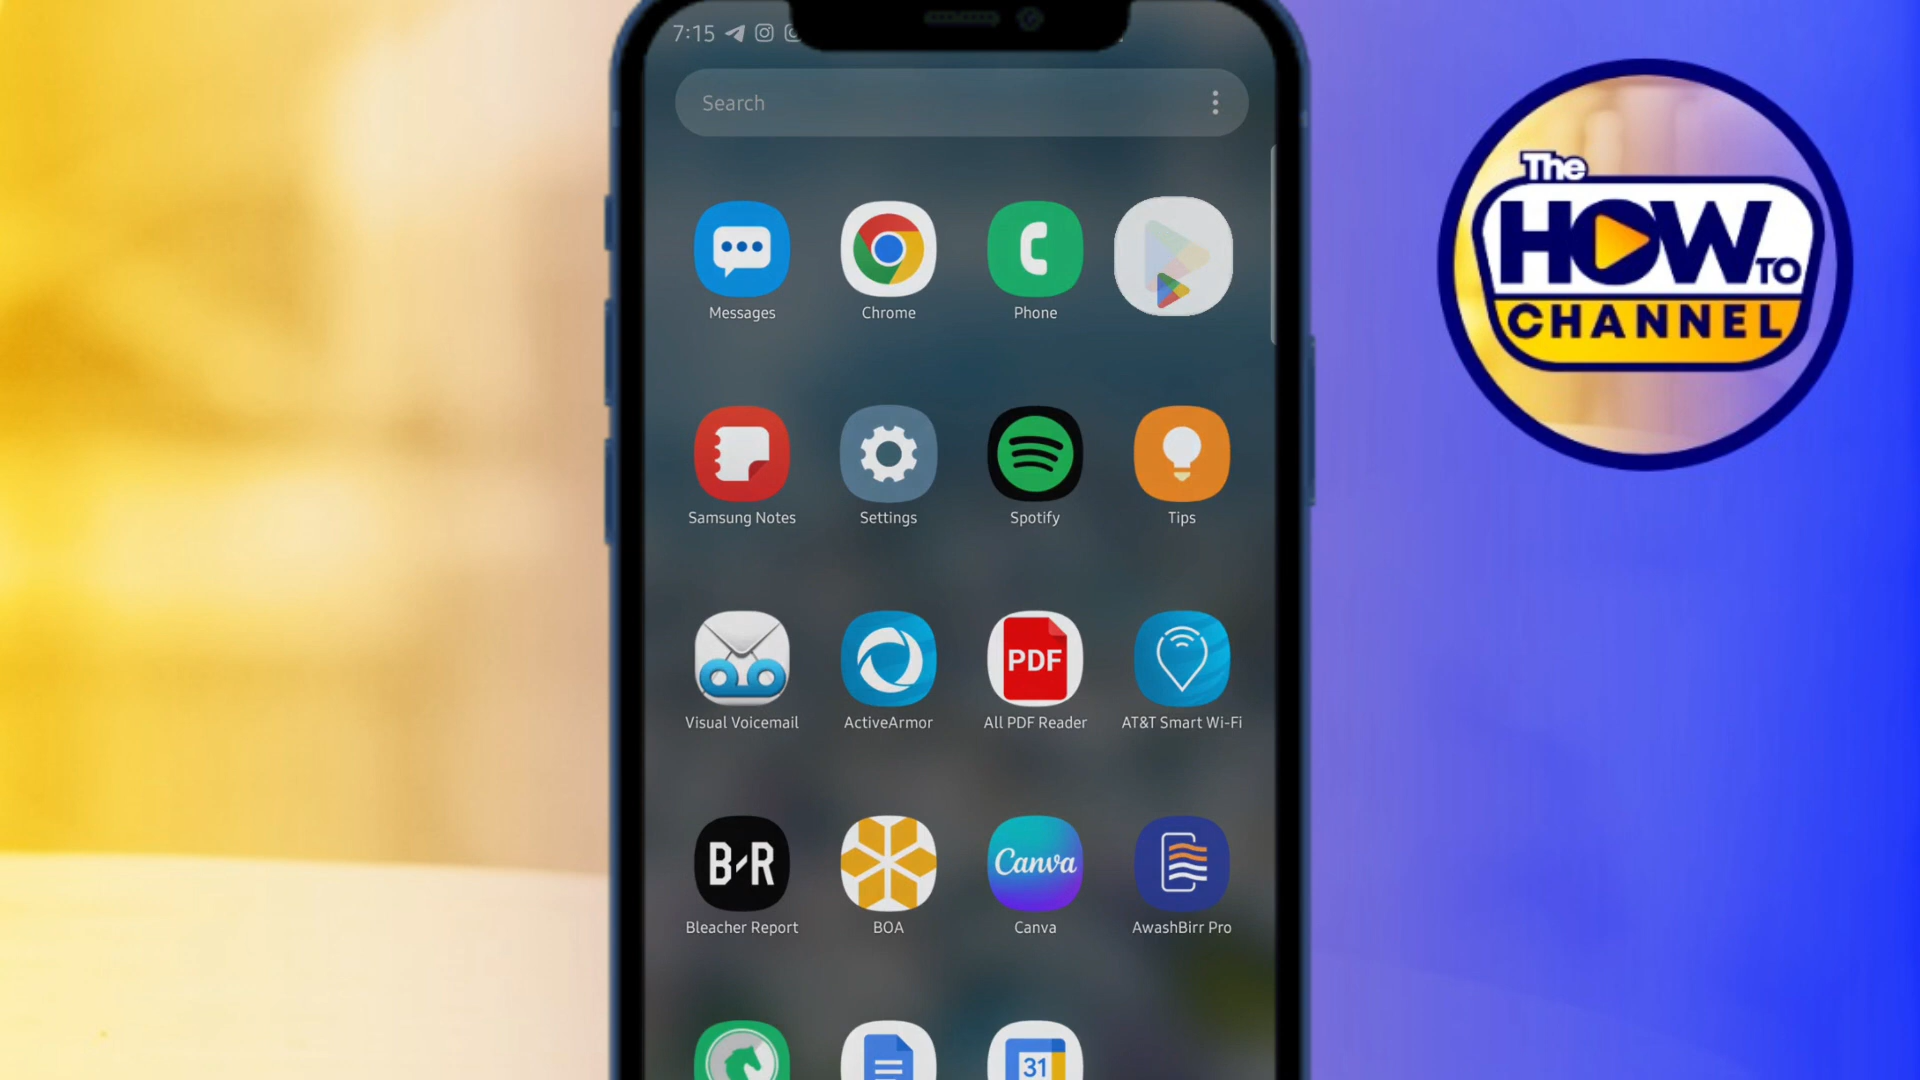 7:15
Search
The
HOW TO
CHANNEL
Messages
Chrome
Phone
Samsung Notes
Settings
Spotify
Tips
PDF
Visual Voicemail
ActiveArmor
All PDF Reader
AT&T Smart Wi-Fi
B/R
Canva
Bleacher Report
BOA
Canva
AwashBirr Pro
31